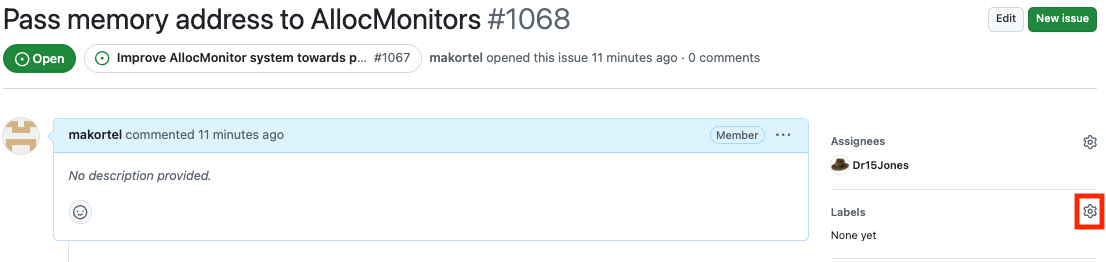 Pass memory address to AllocMonitors #1068
Edit
New issue
Open
Improve AllocMonitor system towards p... #1067
makortel opened this issue 11 minutes ago · 0 comments
makortel commented 11 minutes ago
Member
No description provided.
Assignees
Dr15Jones
Labels
None yet